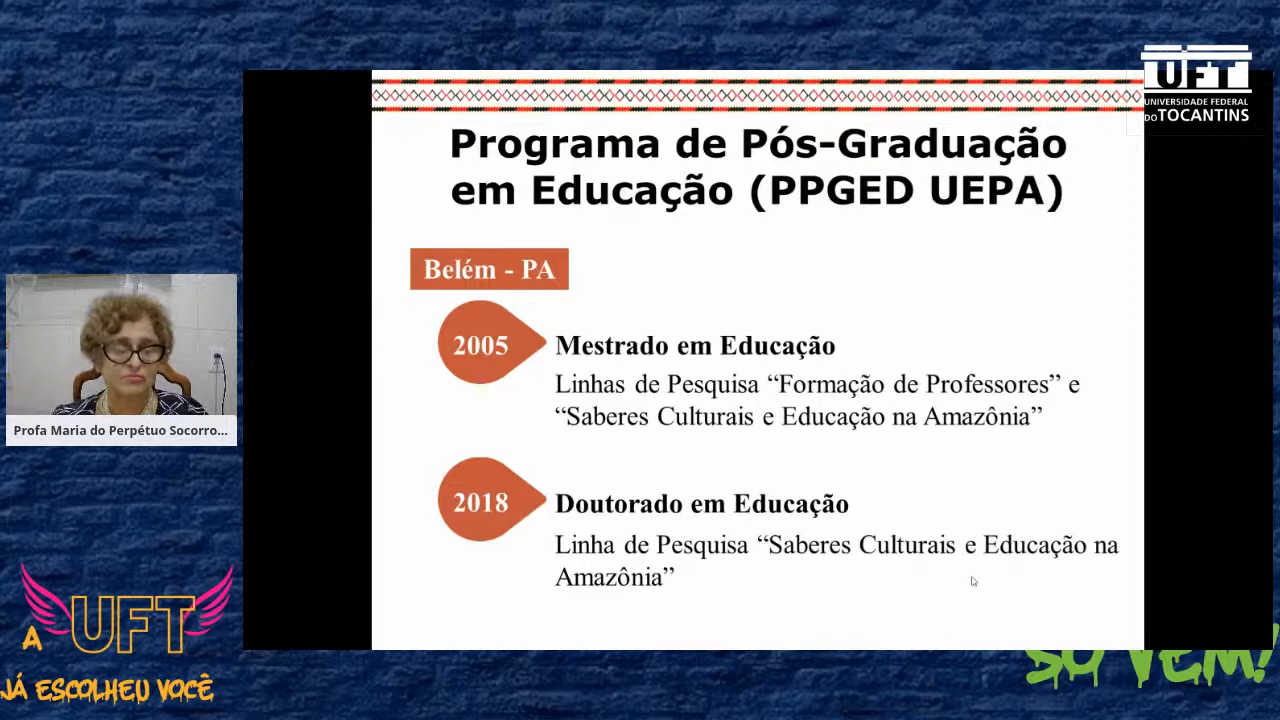 UFT
UNIVERSIDADE FEDERAL
DO TOCANTINS
Programa de Pós-Graduação
em Educação (PPGED UEPA)
Belém - PA
2005
Mestrado em Educação
Linhas de Pesquisa “Formação de Professores” e
“Saberes Culturais e Educação na Amazônia”
2018
Doutorado em Educação
Linha de Pesquisa “Saberes Culturais e Educação na
Amazônia”
Profa Maria do Perpétuo Socorro...
A UFT
JÁ ESCOLHEU VOCÊ
SÓ VEM!